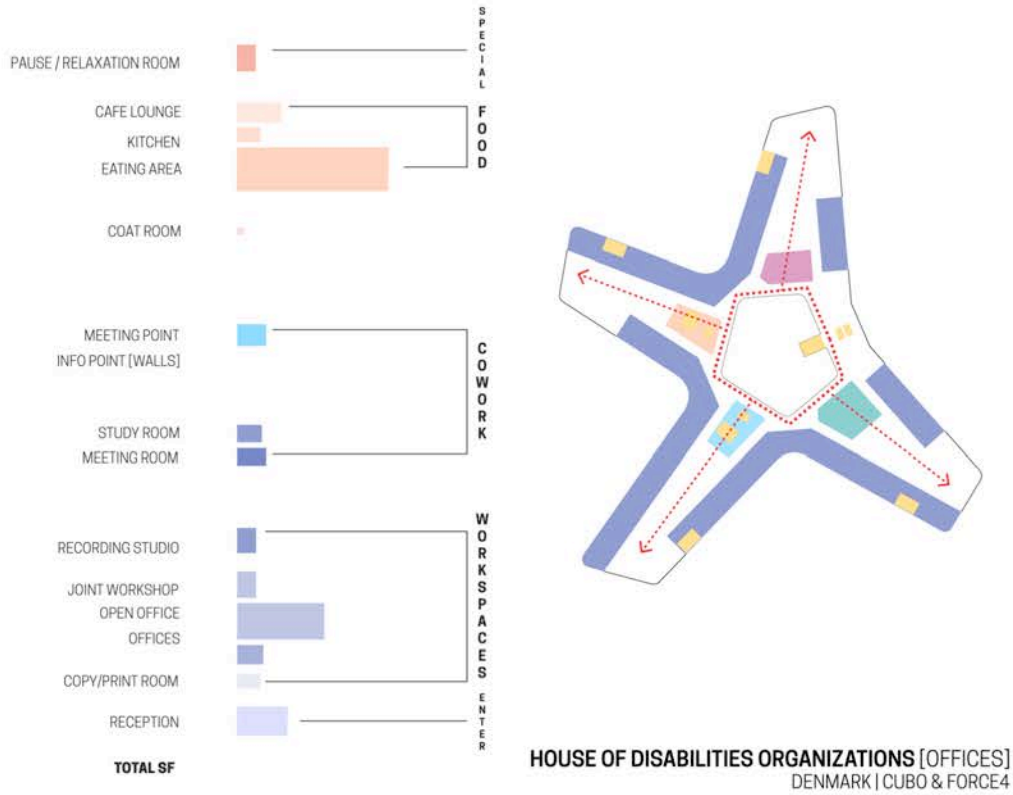 SPECIAL
PAUSE / RELAXATION ROOM
CAFE LOUNGE
KITCHEN
EATING AREA
FOOD
COAT ROOM
MEETING POINT
INFO POINT [WALLS]
STUDY ROOM
MEETING ROOM
COWORK
RECORDING STUDIO
JOINT WORKSHOP
OPEN OFFICE
OFFICES
COPY/PRINT ROOM
WORKSPACES
RECEPTION
ENTER
TOTAL SF
HOUSE OF DISABILITIES ORGANIZATIONS [OFFICES]
DENMARK | CUBO & FORCE4